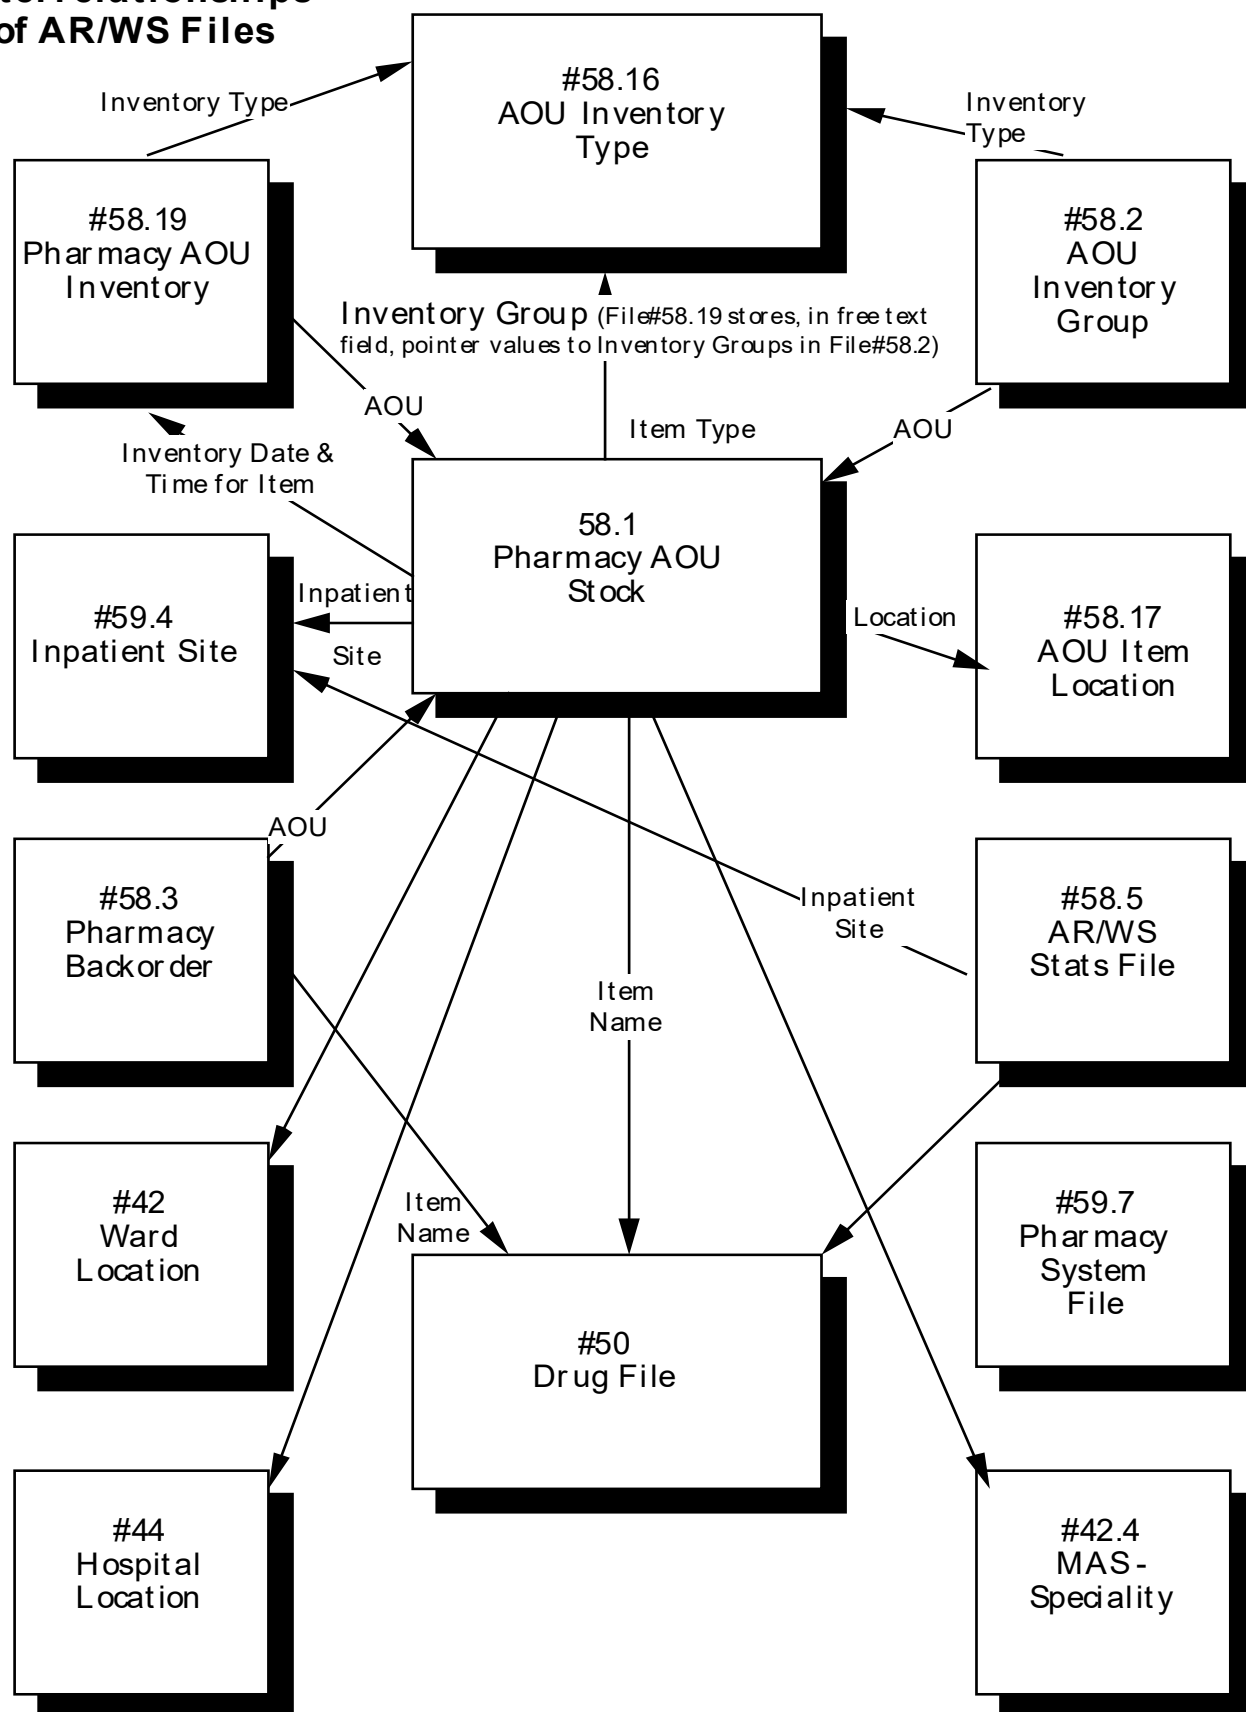 of AR/WS Files
#58.16
AOU Inventory
Type
Inventory Type
Inventory
Type
#58.19
Pharmacy AOU
Inventory
#58.2
AOU
Inventory
Group
Inventory Group (File#58.19 stores, in free text
field, pointer values to Inventory Groups in File#58.2)
AOU
Item Type
AOU
Inventory Date &
Time for Item
58.1
Pharmacy AOU
Stock
Inpatient
Site
#59.4
Inpatient Site
Location
#58.17
AOU Item
Location
AOU
#58.3
Pharmacy
Backorder
Inpatient
Site
#58.5
AR/WS
Stats File
Item
Name
#42
Ward
Location
Item
Name
#59.7
Pharmacy
System
File
#50
Drug File
#44
Hospital
Location
#42.4
MAS-
Speciality